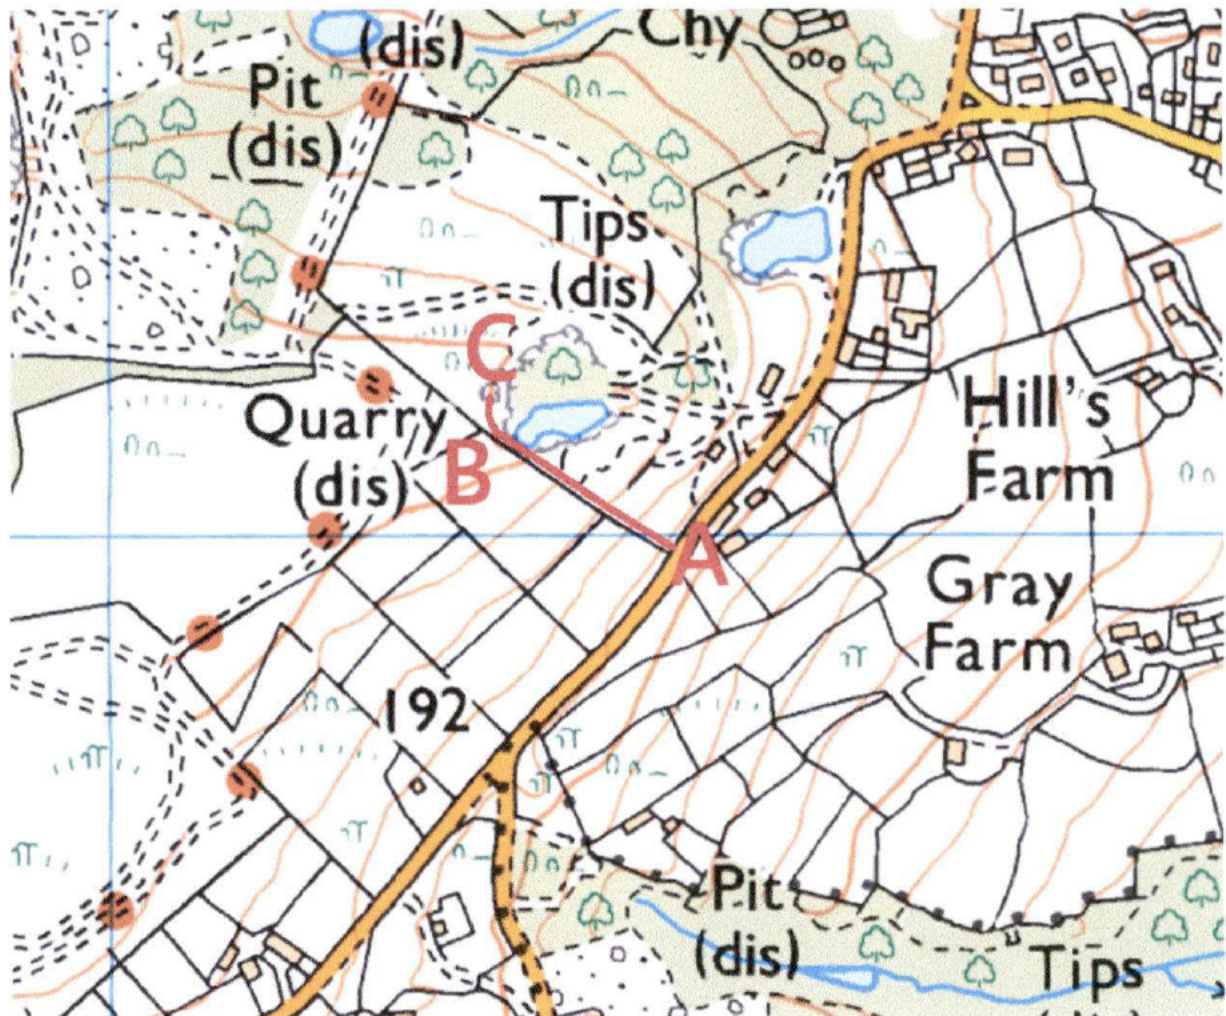 Chy
(dis)
Pit
(dis)
Tips
(dis)
C
Quarry
(dis)
B
Hill's
Farm
A
Gray
Farm
192
Pit
(dis)
Tips